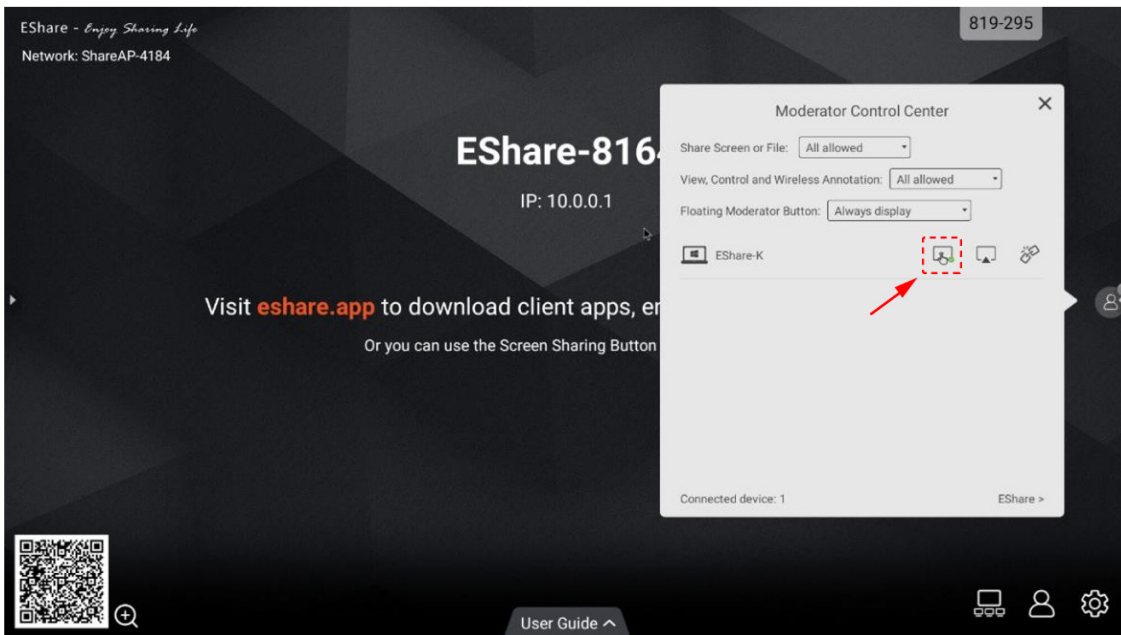 EShare - Enjoy Sharing Life
Network: ShareAP-4184
819-295
Moderator Control Center
Share Screen or File: All allowed
View, Control and Wireless Annotation: All allowed
Floating Moderator Button: Always display
EShare-K
Connected device: 1 EShare >
EShare-816
IP: 10.0.0.1
Visit eshare.app to download client apps, en
Or you can use the Screen Sharing Button
User Guide